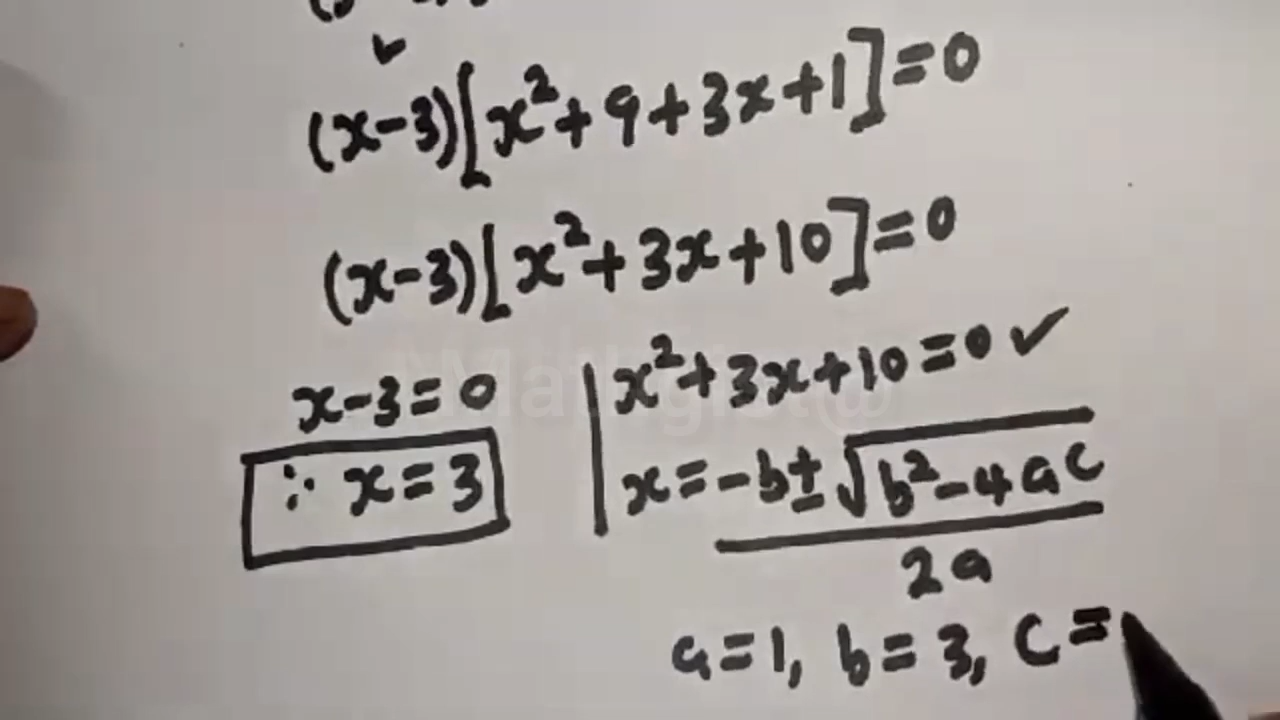 (x-3)[x²+9+3x+1]=0
(x-3)[x²+3x+10]=0
x-3=0
∴ x=3
x²+3x+10=0 ✓
x=-b±√b²-4ac
2a
a=1, b=3, c=